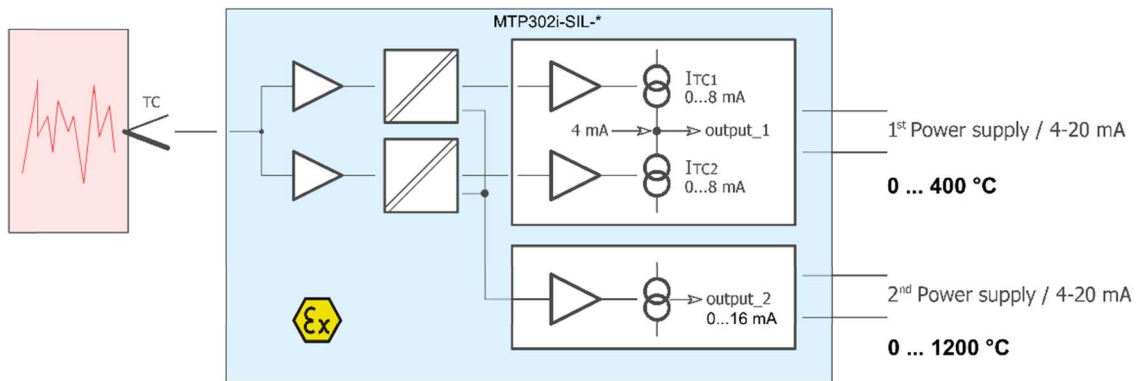 MTP302i-SIL-*
TC
ITC1
0...8 mA
4 mA
output_1
ITC2
0...8 mA
1st Power supply / 4-20 mA
0 ... 400 °C
εx
output_2
0...16 mA
2nd Power supply / 4-20 mA
0 ... 1200 °C